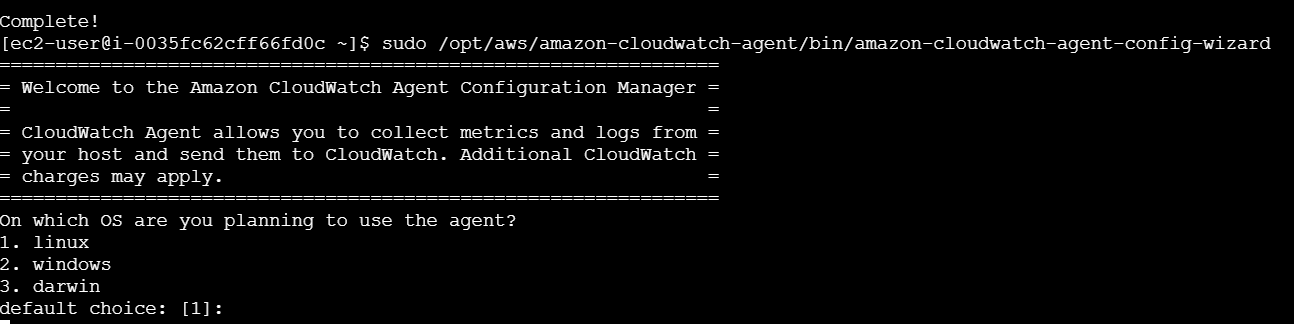 Complete!
[ec2-user@i-0035fc62cff66fd0c ~]$ sudo /opt/aws/amazon-cloudwatch-agent/bin/amazon-cloudwatch-agent-config-wizard
================================================================
= Welcome to the Amazon CloudWatch Agent Configuration Manager =
=                                                              =
= CloudWatch Agent allows you to collect metrics and logs from =
= your host and send them to CloudWatch. Additional CloudWatch =
= charges may apply.                                           =
================================================================
On which OS are you planning to use the agent?
1. linux
2. windows
3. darwin
default choice: [1]: